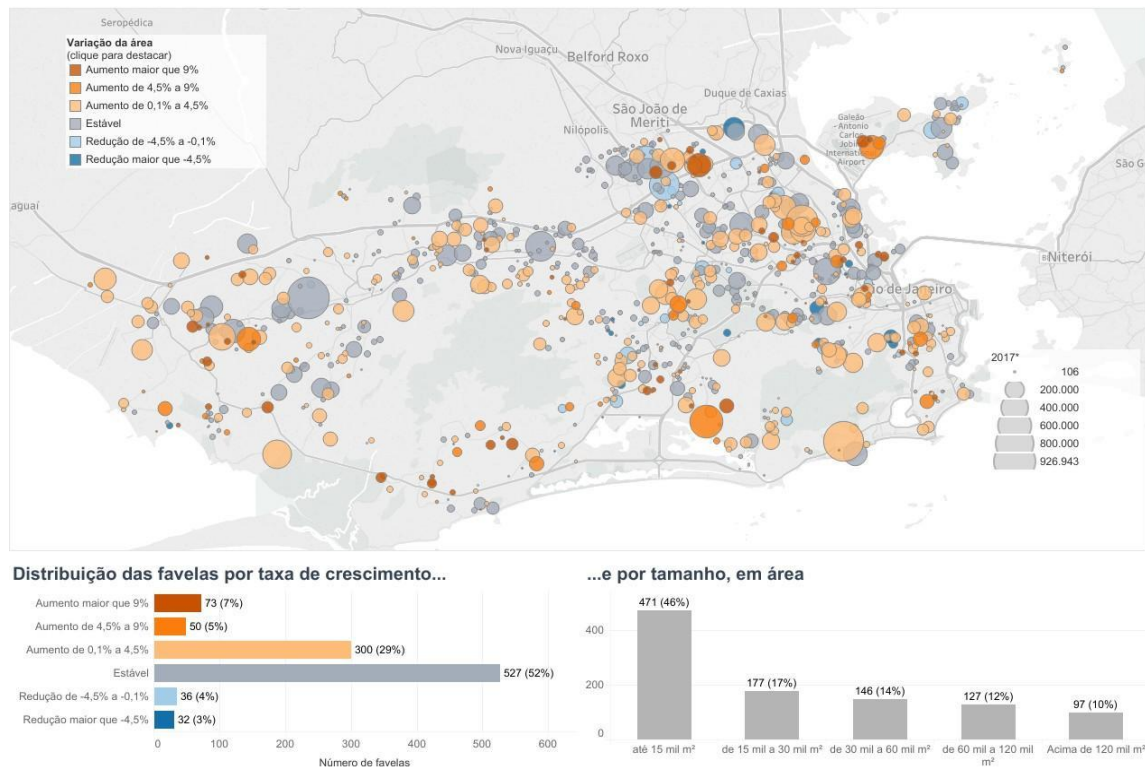 Seropédica
Variação da área
(clique para destacar)
Aumento maior que 9%
Aumento de 4,5% a 9%
Aumento de 0,1% a 4,5%
Estável
Redução de -4,5% a -0,1%
Redução maior que -4,5%
Nova Iguaçu
Belford Roxo
Duque de Caxias
São João de
Meriti
Nilópolis
Galeão
- Antonio
Carlos
Jobim
International
Airport
São G
aguaí
Niterói
io de Janeiro
2017*
106
200.000
400.000
600.000
800.000
926.943
Distribuição das favelas por taxa de crescimento...
Aumento maior que 9%
73 (7%)
Aumento de 4,5% a 9%
50 (5%)
Aumento de 0,1% a 4,5%
300 (29%)
Estável
527 (52%)
Redução de -4,5% a -0,1%
36 (4%)
Redução maior que -4,5%
32 (3%)
0 100 200 300 400 500 600
Número de favelas
...e por tamanho, em área
400
200
0
471 (46%)
177 (17%)
146 (14%)
127 (12%)
97 (10%)
até 15 mil m²
de 15 mil a 30 mil m²
de 30 mil a 60 mil m²
de 60 mil a 120 mil
m²
Acima de 120 mil m²